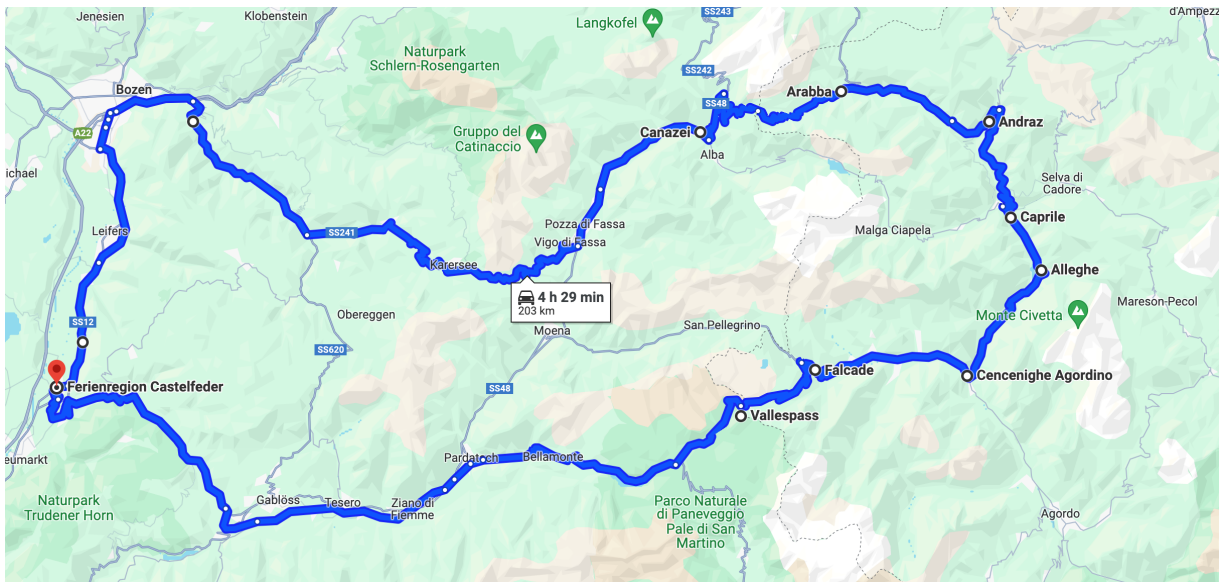 Jenesien
Klobenstein
Langkofel
SS243
d'Ampezz
Naturpark
Schlern-Rosengarten
SS242
Bozen
Arabba
SS48
A22
Gruppo del
Catinaccio
Canazei
Andraz
Alba
ichael
Selva di
Cadore
Pozza di Fassa
Caprile
Leifers
SS241
Vigo di Fassa
Malga Ciapela
Karersee
Alleghe
4 h 29 min
203 km
Mareson-Pecol
Obereggen
Monte Civetta
SS12
Moena
San Pellegrino
SS620
Falcade
Cencenighe Agordino
Ferienregion Castelfeder
SS48
Vallespass
eumarkt
Pardatsch
Bellamonte
Naturpark
Trudener Horn
Gablöss
Tesero
Ziano di
Fiemme
Parco Naturale
di Paneveggio
Pale di San
Martino
Agordo